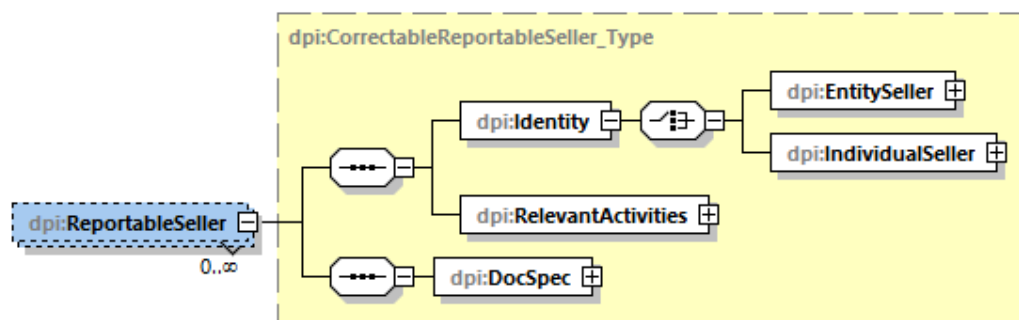 dpi:CorrectableReportableSeller_Type
dpi:EntitySeller
dpi:Identity
dpi:IndividualSeller
dpi:RelevantActivities
dpi:ReportableSeller
0..∞
dpi:DocSpec